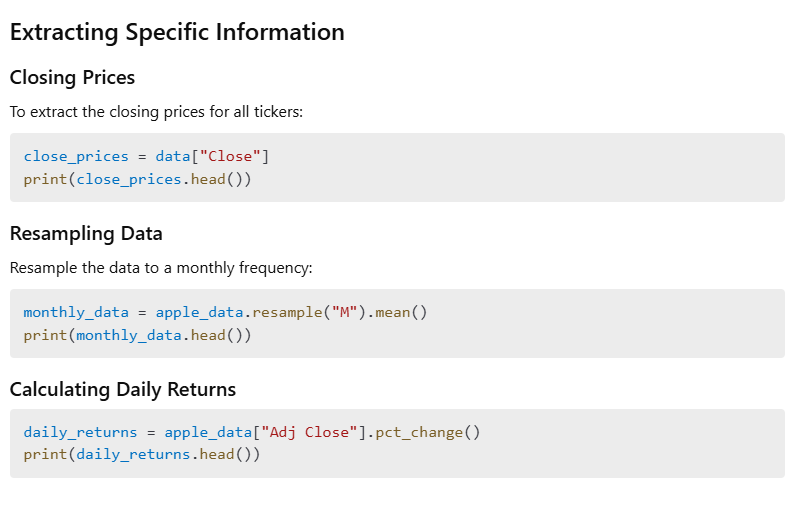 Extracting Specific Information
Closing Prices
To extract the closing prices for all tickers:
close_prices = data["Close"]
print(close_prices.head())
Resampling Data
Resample the data to a monthly frequency:
monthly_data = apple_data.resample("M").mean()
print(monthly_data.head())
Calculating Daily Returns
daily_returns = apple_data["Adj Close"].pct_change()
print(daily_returns.head())